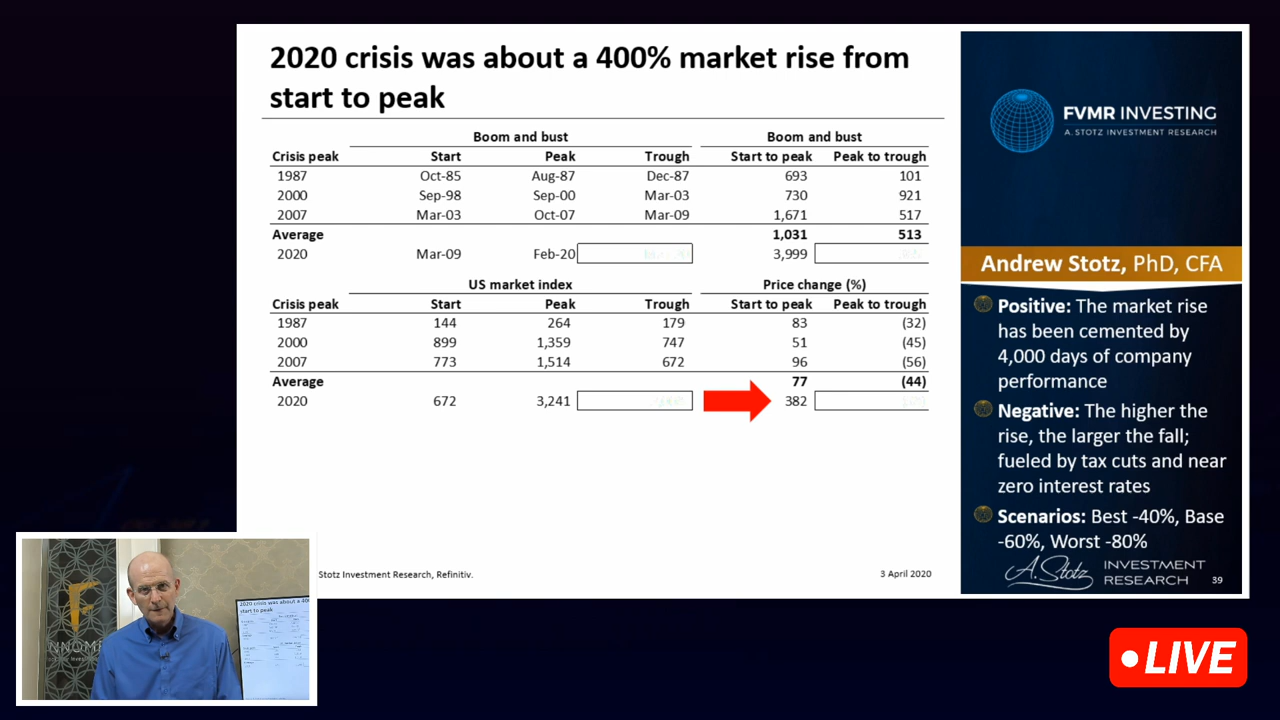 2020 crisis was about a 400% market rise from
start to peak
Boom and bust Boom and bust
Crisis peak Start Peak Trough Start to peak Peak to trough
1987 Oct-85 Aug-87 Dec-87 693 101
2000 Sep-98 Sep-00 Mar-03 730 921
2007 Mar-03 Oct-07 Mar-09 1,671 517
Average 1,031 513
2020 Mar-09 Feb-20 3,999
US market index Price change (%)
Crisis peak Start Peak Trough Start to peak Peak to trough
1987 144 264 179 83 (32)
2000 899 1,359 747 51 (45)
2007 773 1,514 672 96 (56)
Average 77 (44)
2020 672 3,241 382
Stotz Investment Research, Refinitiv.
3 April 2020
FVMR INVESTING
A. STOTZ INVESTMENT RESEARCH
Andrew Stotz, PhD, CFA
Positive: The market rise
has been cemented by
4,000 days of company
performance
Negative: The higher the
rise, the larger the fall;
fueled by tax cuts and near
zero interest rates
Scenarios: Best -40%, Base
-60%, Worst -80%
A. Stotz INVESTMENT
RESEARCH
39
F
2020 crisis was about a 40
start to peak
LIVE